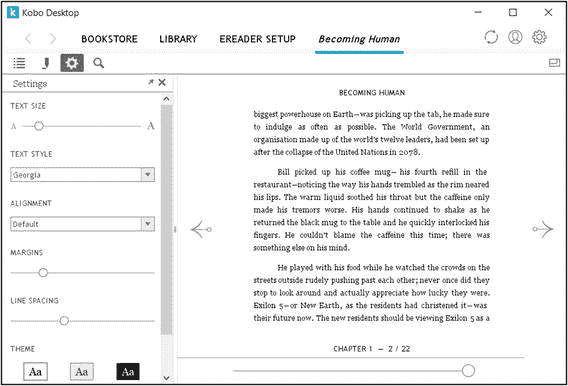 Kobo Desktop
BOOKSTORE LIBRARY EREADER SETUP Becoming Human
Settings
TEXT SIZE
A A
TEXT STYLE
Georgia
ALIGNMENT
Default
MARGINS
LINE SPACING
THEME
Aa Aa Aa
BECOMING HUMAN
biggest powerhouse on Earth—was picking up the tab, he made sure
to indulge as often as possible. The World Government, an
organisation made up of the world's twelve leaders, had been set up
after the collapse of the United Nations in 2078.
Bill picked up his coffee mug—his fourth refill in the
restaurant—noticing the way his hands trembled as the rim neared
his lips. The warm liquid soothed his throat but the caffeine only
made his tremors worse. His hands continued to shake as he
returned the black mug to the table and he quickly interlocked his
fingers. He couldn't blame the caffeine this time; there was
something else on his mind.
He played with his food while he watched the crowds on the
streets outside rudely pushing past each other; never once did they
stop to look around and actually appreciate how lucky they were.
Exilon 5—or New Earth, as the residents had christened it—was
their future now. The new residents should be viewing Exilon 5 as a
CHAPTER 1 — 2 / 22